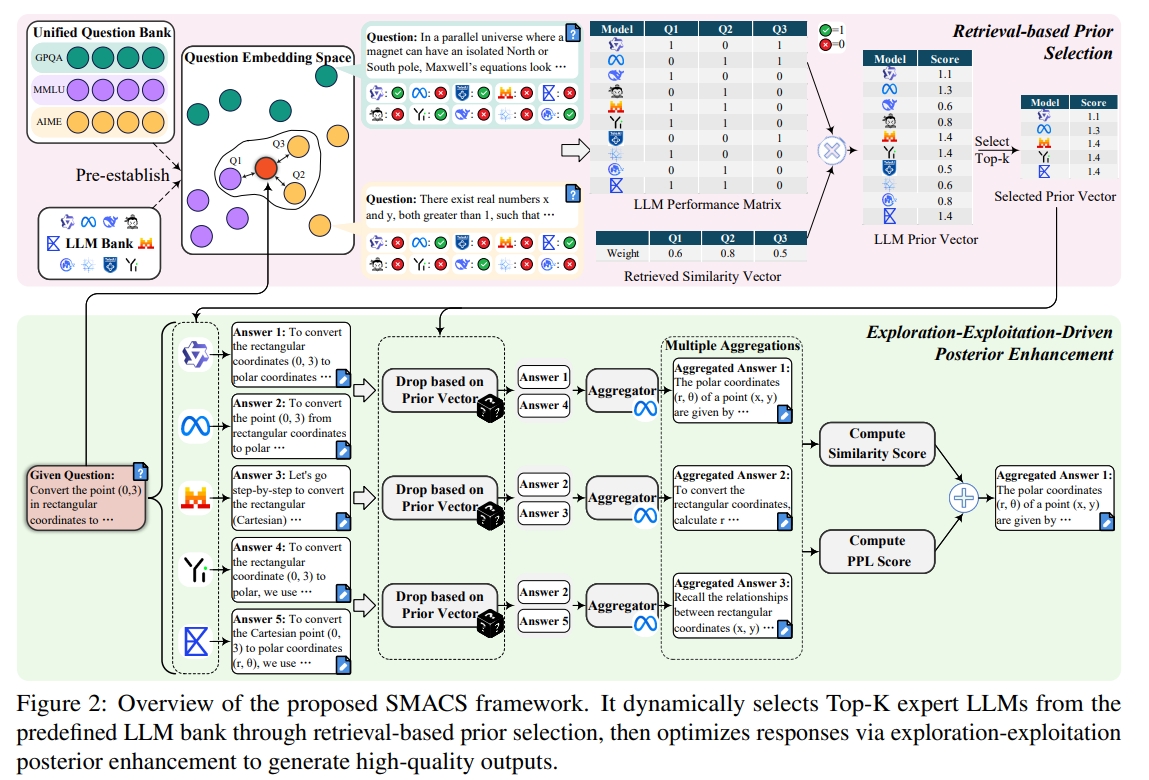 Unified Question Bank
GPQA
MMLU
AIME
Pre-establish
LLM Bank
Question Embedding Space
Q1
Q3
Q2
Question: In a parallel universe where a
magnet can have an isolated North or
South pole, Maxwell's equations look ···
Question: There exist real numbers x
and y, both greater than 1, such that ···
Model Q1 Q2 Q3
1 0 1
0 1 1
1 0 0
0 1 0
1 1 0
1 1 0
0 0 1
1 0 0
0 1 0
1 1 0
LLM Performance Matrix
Q1 Q2 Q3
Weight 0.6 0.8 0.5
Retrieved Similarity Vector
=1
=0
Model Score
1.1
1.3
0.6
0.8
1.4
1.4
0.5
0.6
0.8
1.4
LLM Prior Vector
Retrieval-based Prior
Selection
Select
Top-k
Model Score
1.1
1.3
1.4
1.4
1.4
Selected Prior Vector
Exploration-Exploitation-Driven
Posterior Enhancement
Given Question:
Convert the point (0,3)
in rectangular
coordinates to ···
Answer 1: To convert
the rectangular
coordinates (0, 3) to
polar coordinates ···
Answer 2: To convert
the point (0, 3) from
rectangular coordinates
to polar ···
Answer 3: Let's go
step-by-step to convert
the rectangular
(Cartesian) ···
Answer 4: To convert
the rectangular
coordinate (0, 3) to
polar, we use ···
Answer 5: To convert
the Cartesian point (0,
3) to polar coordinates
(r, θ), we use ···
Drop based on
Prior Vector
Answer 1
Answer 4
Aggregator
Drop based on
Prior Vector
Answer 2
Answer 3
Aggregator
Drop based on
Prior Vector
Answer 2
Answer 5
Aggregator
Multiple Aggregations
Aggregated Answer 1:
The polar coordinates
(r, θ) of a point (x, y)
are given by ···
Aggregated Answer 2:
To convert the
rectangular coordinates,
calculate r ···
Aggregated Answer 3:
Recall the relationships
between rectangular
coordinates (x, y) ···
Compute
Similarity Score
Compute
PPL Score
Aggregated Answer 1:
The polar coordinates
(r, θ) of a point (x, y)
are given by ···
Figure 2: Overview of the proposed SMACS framework. It dynamically selects Top-K expert LLMs from the
predefined LLM bank through retrieval-based prior selection, then optimizes responses via exploration-exploitation
posterior enhancement to generate high-quality outputs.